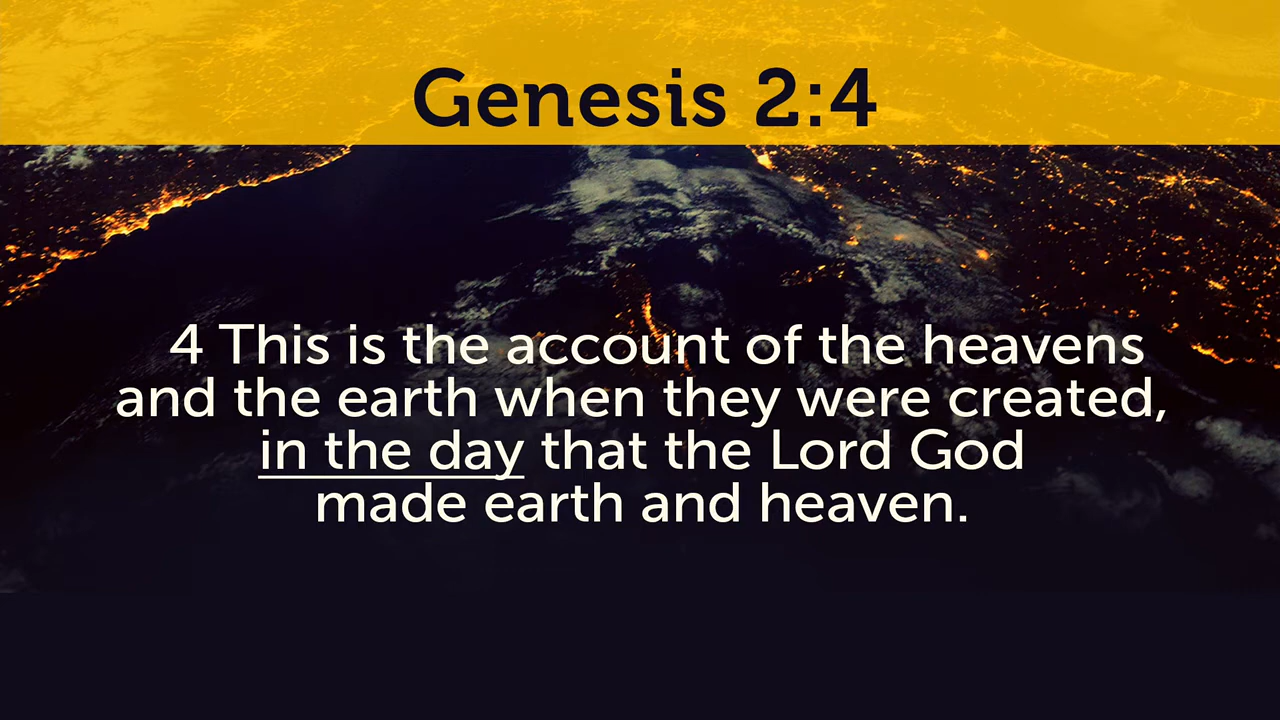 Genesis 2:4
4 This is the account of the heavens
and the earth when they were created,
in the day that the Lord God
made earth and heaven.